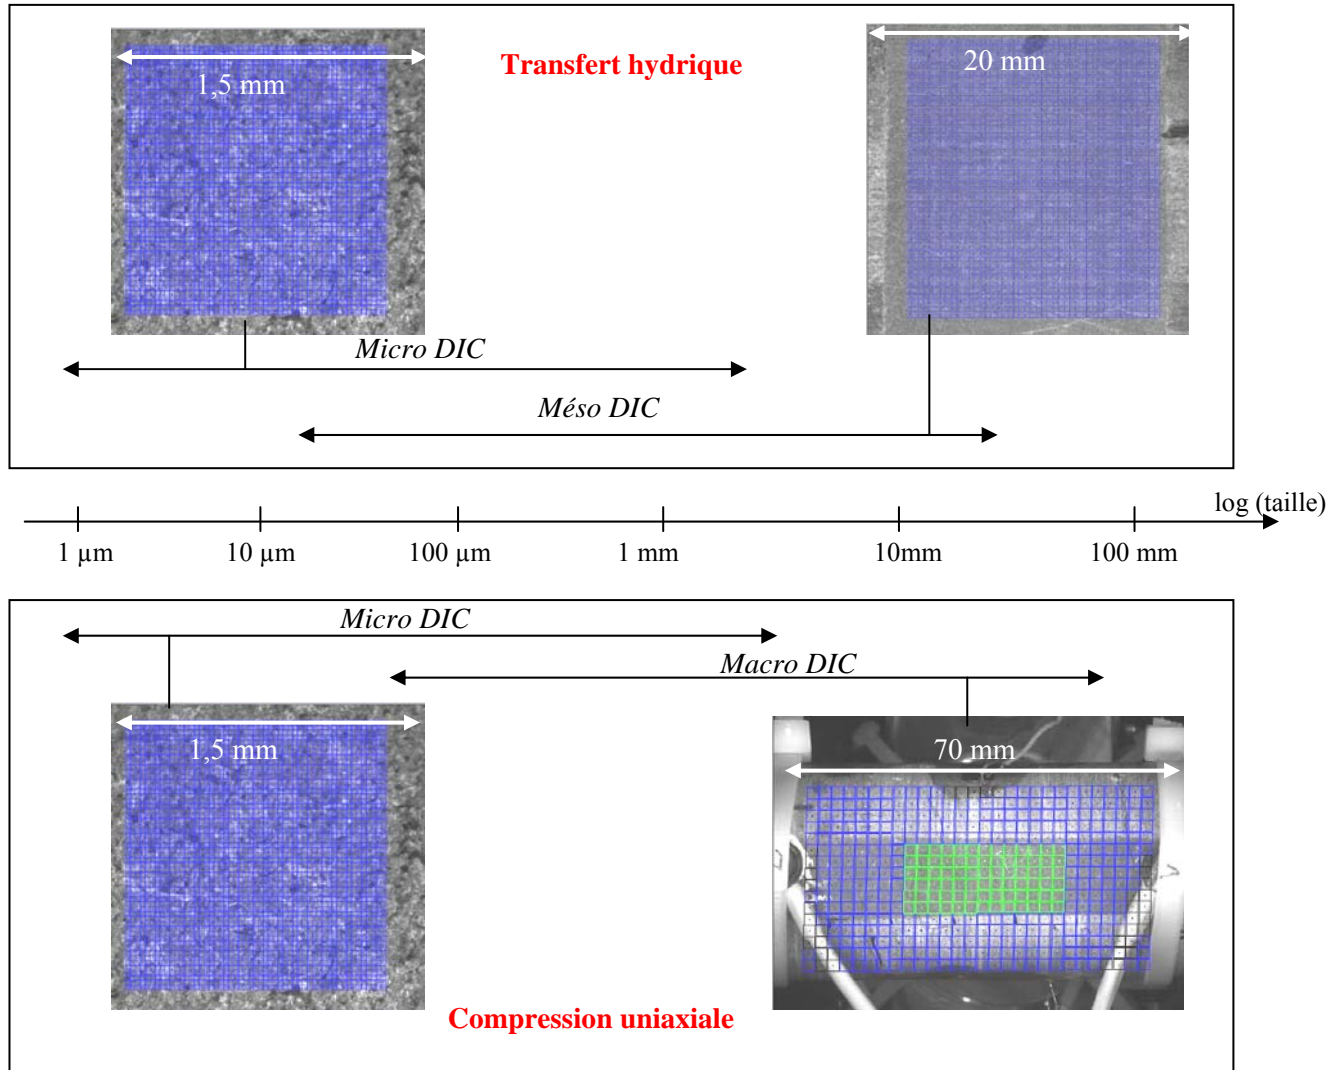 Transfert hydrique
1,5 mm
20 mm
Micro DIC
Méso DIC
log (taille)
1 µm
10 µm
100 µm
1 mm
10mm
100 mm
Micro DIC
Macro DIC
1,5 mm
70 mm
Compression uniaxiale